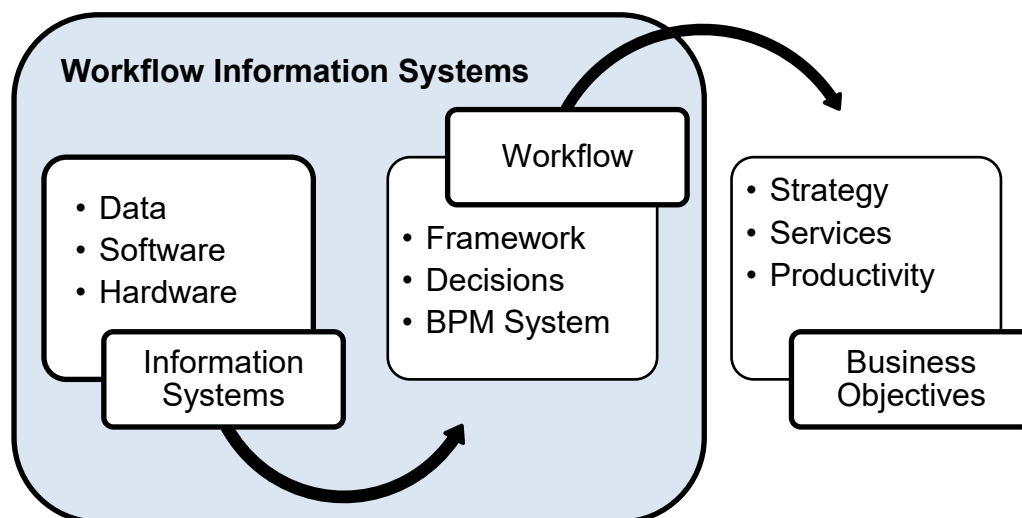 Workflow Information Systems
• Data
• Software
• Hardware
Information
Systems
Workflow
• Framework
• Decisions
• BPM System
• Strategy
• Services
• Productivity
Business
Objectives